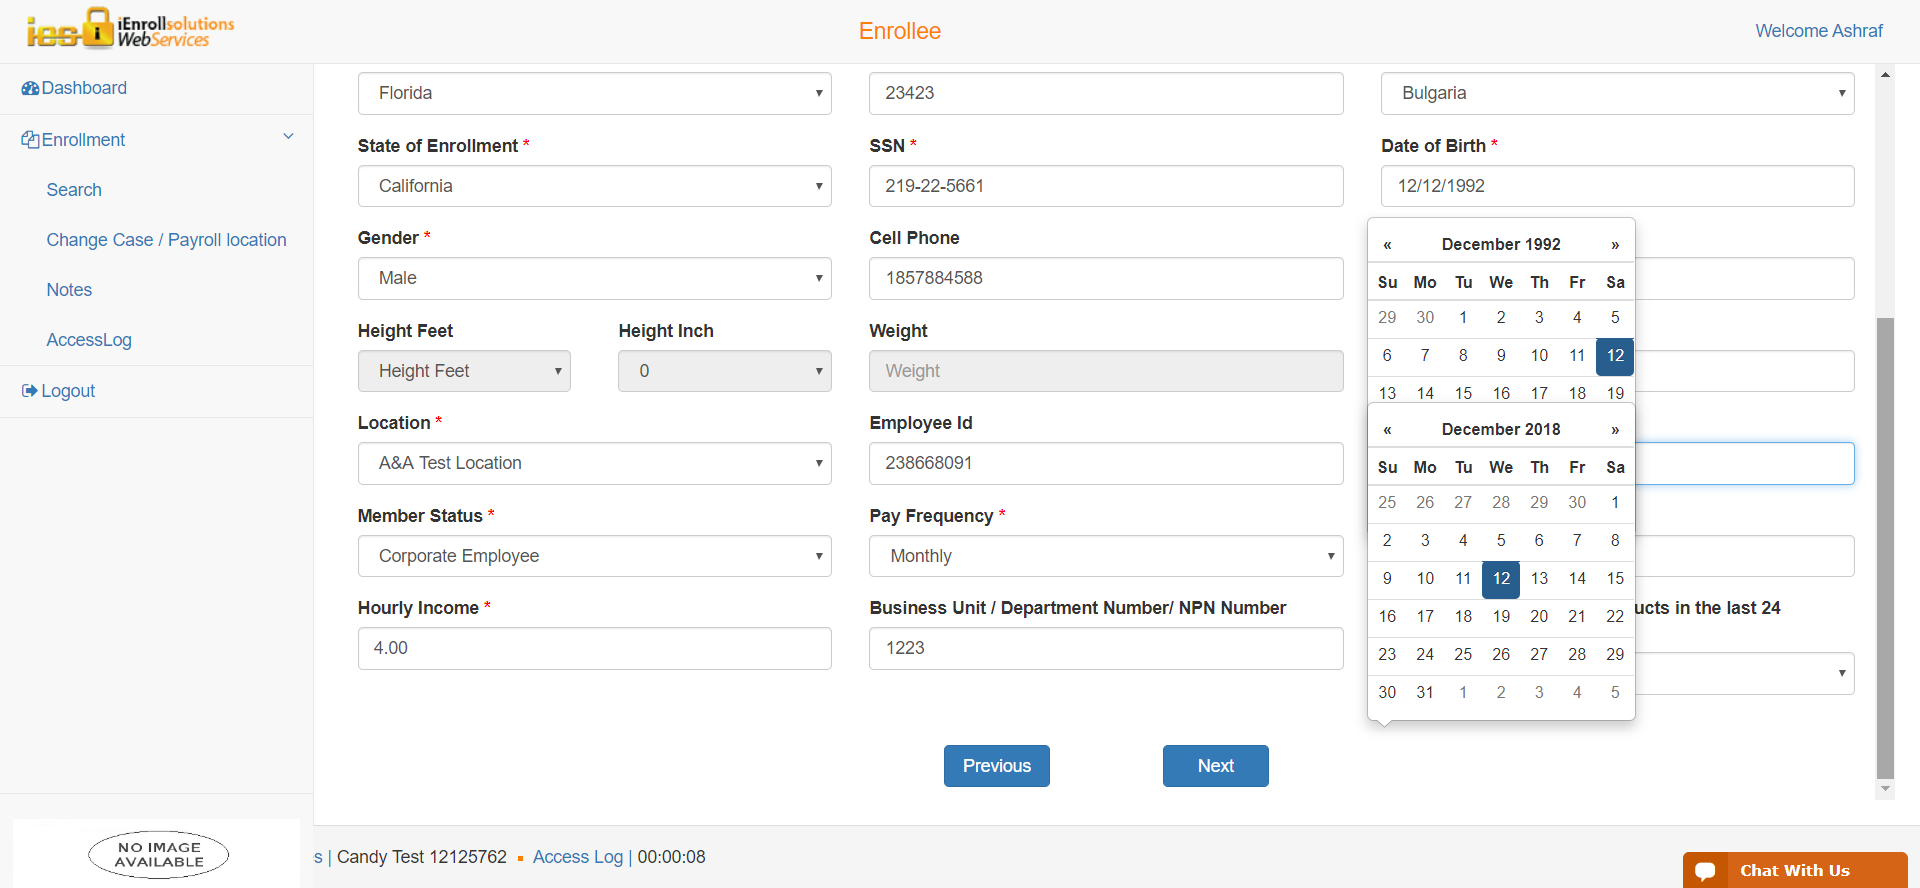 ies iEnrollsolutions
WebServices
Enrollee
Welcome Ashraf
Dashboard
Enrollment
Search
Change Case / Payroll location
Notes
AccessLog
Logout
NO IMAGE
AVAILABLE
Florida 23423 Bulgaria
State of Enrollment * SSN * Date of Birth *
California 219-22-5661 12/12/1992
Gender * Cell Phone
Male 1857884588
Height Feet Height Inch Weight
Height Feet 0 Weight
Location * Employee Id
A&A Test Location 238668091
Member Status * Pay Frequency *
Corporate Employee Monthly
Hourly Income * Business Unit / Department Number/ NPN Number ucts in the last 24
4.00 1223
« December 1992 »
Su Mo Tu We Th Fr Sa
29 30 1 2 3 4 5
6 7 8 9 10 11 12
13 14 15 16 17 18 19
« December 2018 »
Su Mo Tu We Th Fr Sa
25 26 27 28 29 30 1
2 3 4 5 6 7 8
9 10 11 12 13 14 15
16 17 18 19 20 21 22
23 24 25 26 27 28 29
30 31 1 2 3 4 5
Previous Next
s | Candy Test 12125762 ▪ Access Log | 00:00:08
Chat With Us